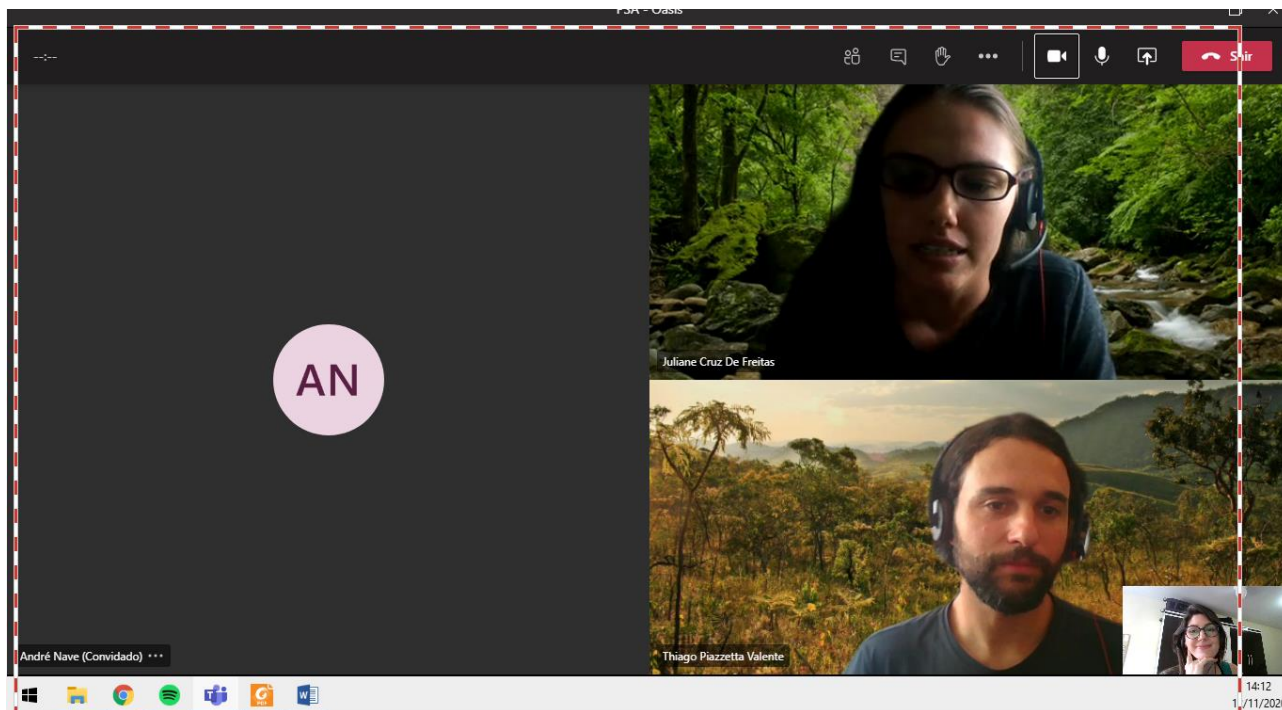 PSA - Oasis
--:--
Sair
AN
Juliane Cruz De Freitas
André Nave (Convidado) •••
Thiago Piazzetta Valente
14:12